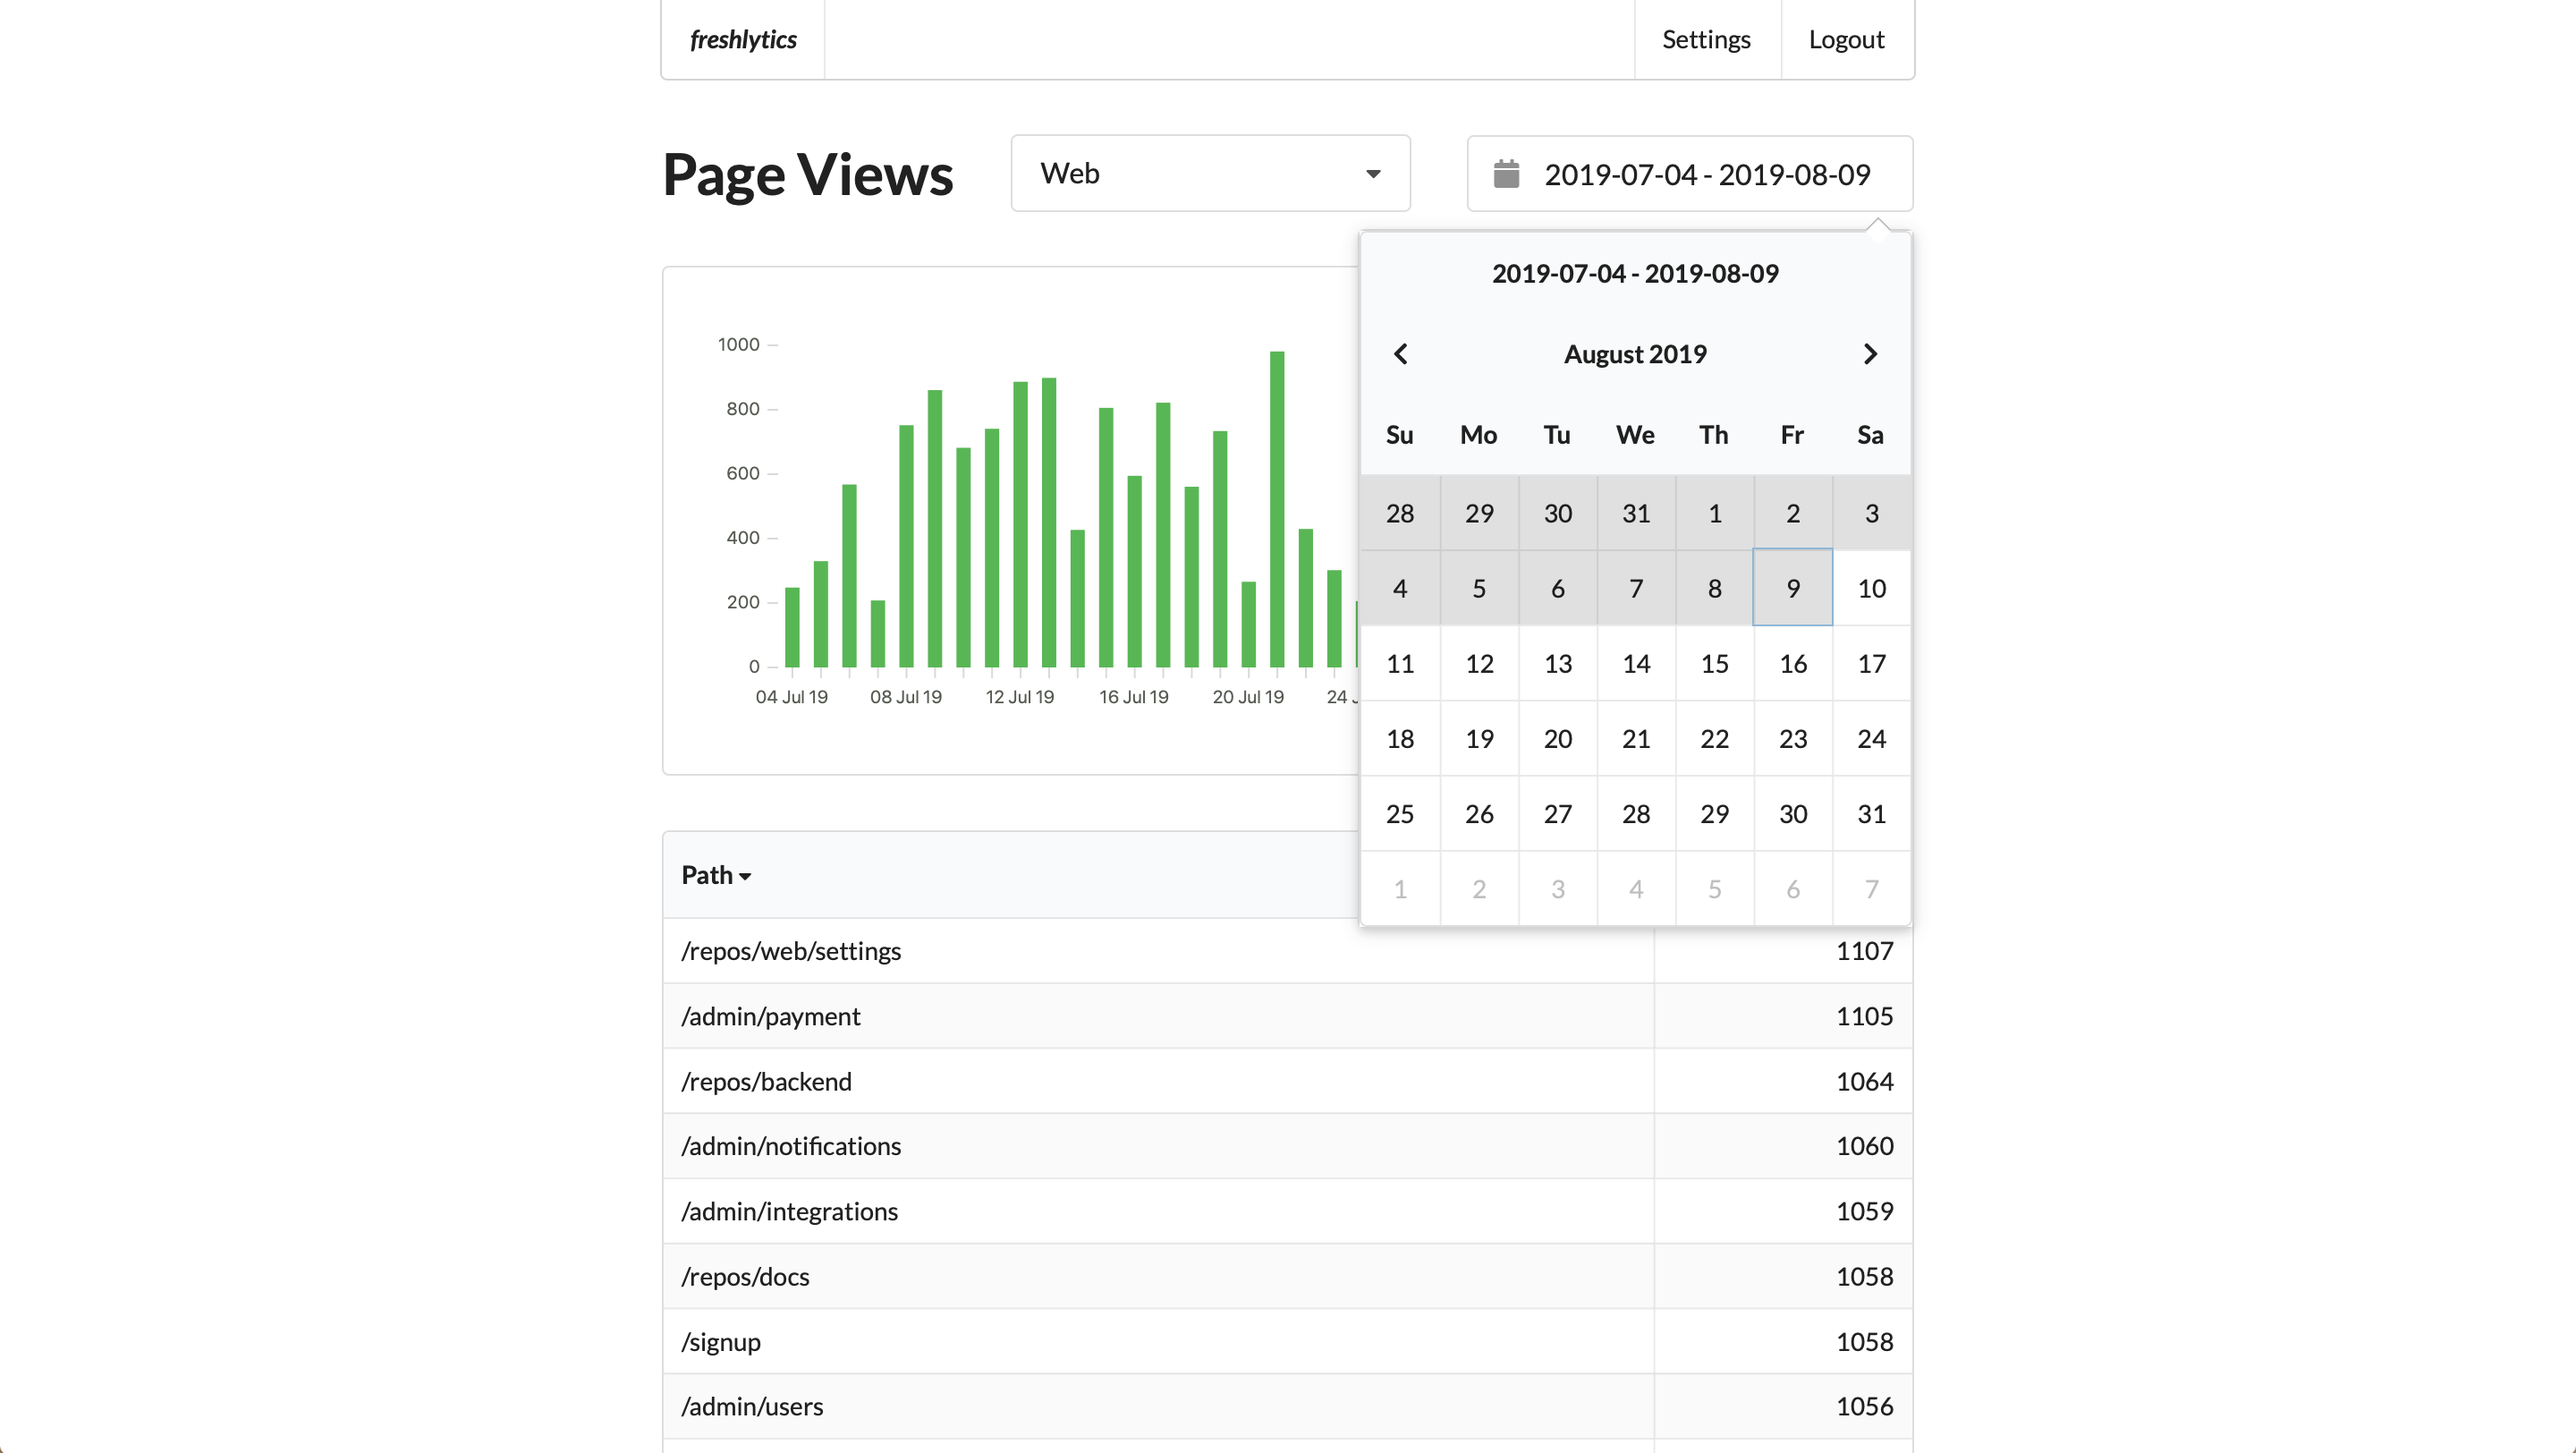 freshlytics Settings Logout
Page Views Web 2019-07-04 - 2019-08-09
2019-07-04 - 2019-08-09
August 2019
Su Mo Tu We Th Fr Sa
28 29 30 31 1 2 3
4 5 6 7 8 9 10
11 12 13 14 15 16 17
18 19 20 21 22 23 24
25 26 27 28 29 30 31
1 2 3 4 5 6 7
1000
800
600
400
200
0
04 Jul 19 08 Jul 19 12 Jul 19 16 Jul 19 20 Jul 19 24
Path
/repos/web/settings 1107
/admin/payment 1105
/repos/backend 1064
/admin/notifications 1060
/admin/integrations 1059
/repos/docs 1058
/signup 1058
/admin/users 1056